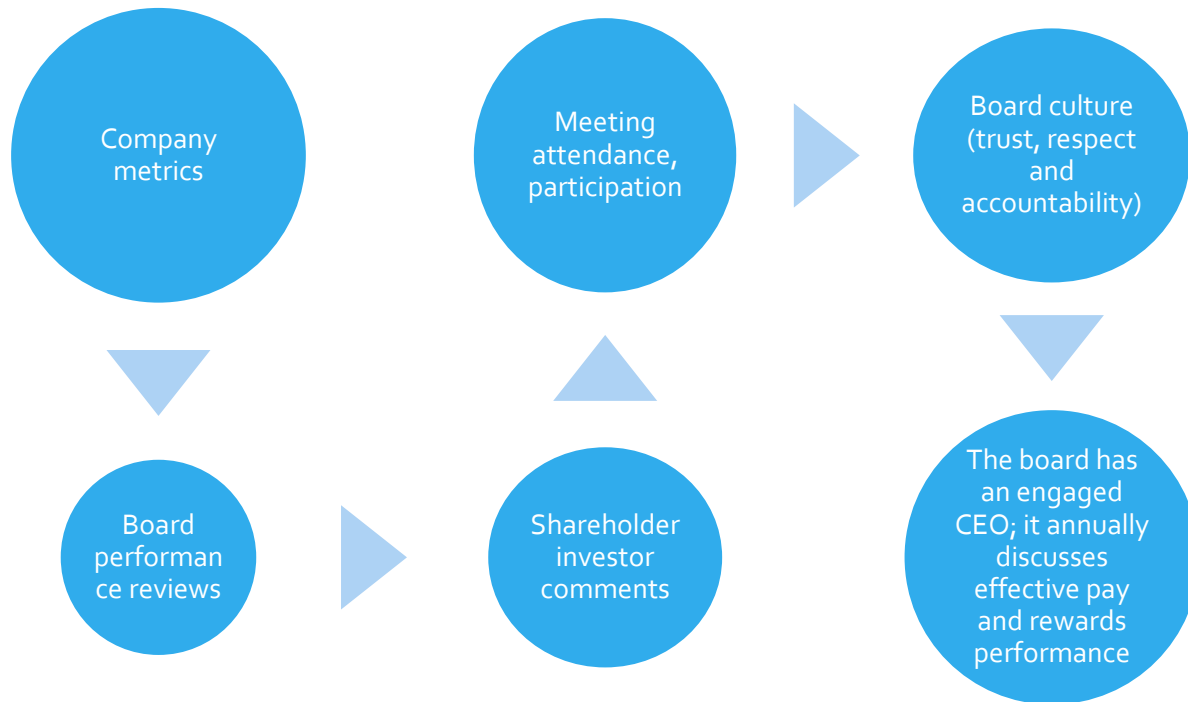 Company
metrics
Board
performan
ce reviews
Shareholder
investor
comments
Meeting
attendance,
participation
Board culture
(trust, respect
and
accountability)
The board has
an engaged
CEO; it annually
discusses
effective pay
and rewards
performance